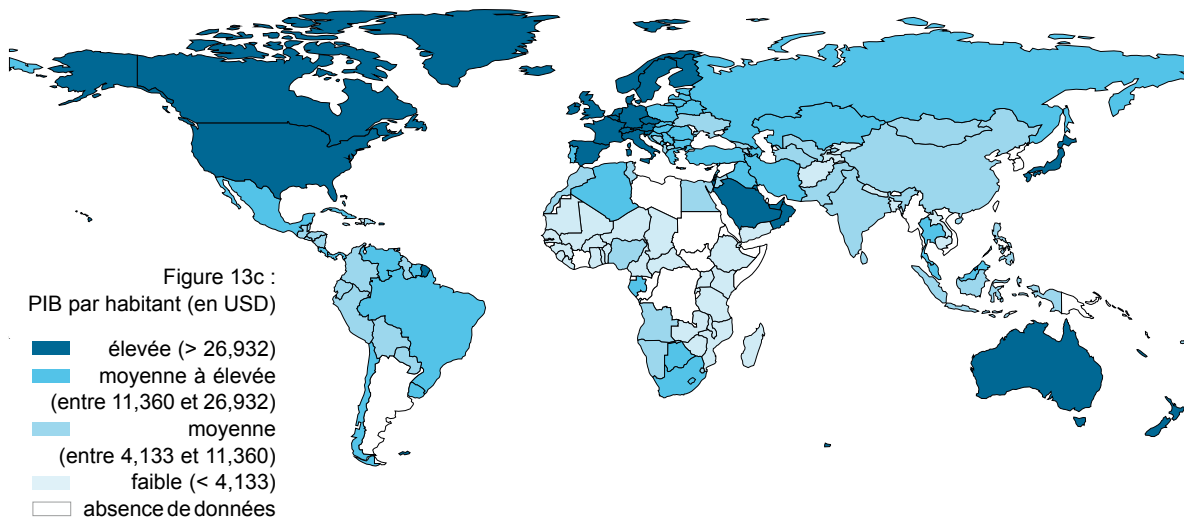 Figure 13c :
PIB par habitant (en USD)
élevée (> 26,932)
moyenne à élevée
(entre 11,360 et 26,932)
moyenne
(entre 4,133 et 11,360)
faible (< 4,133)
absence de données